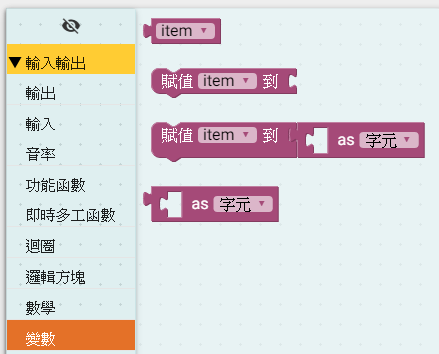 輸入輸出
輸出
輸入
音率
功能函數
即時多工函數
迴圈
邏輯方塊
數學
變數
item
賦值 item 到
賦值 item 到 as 字元
as 字元